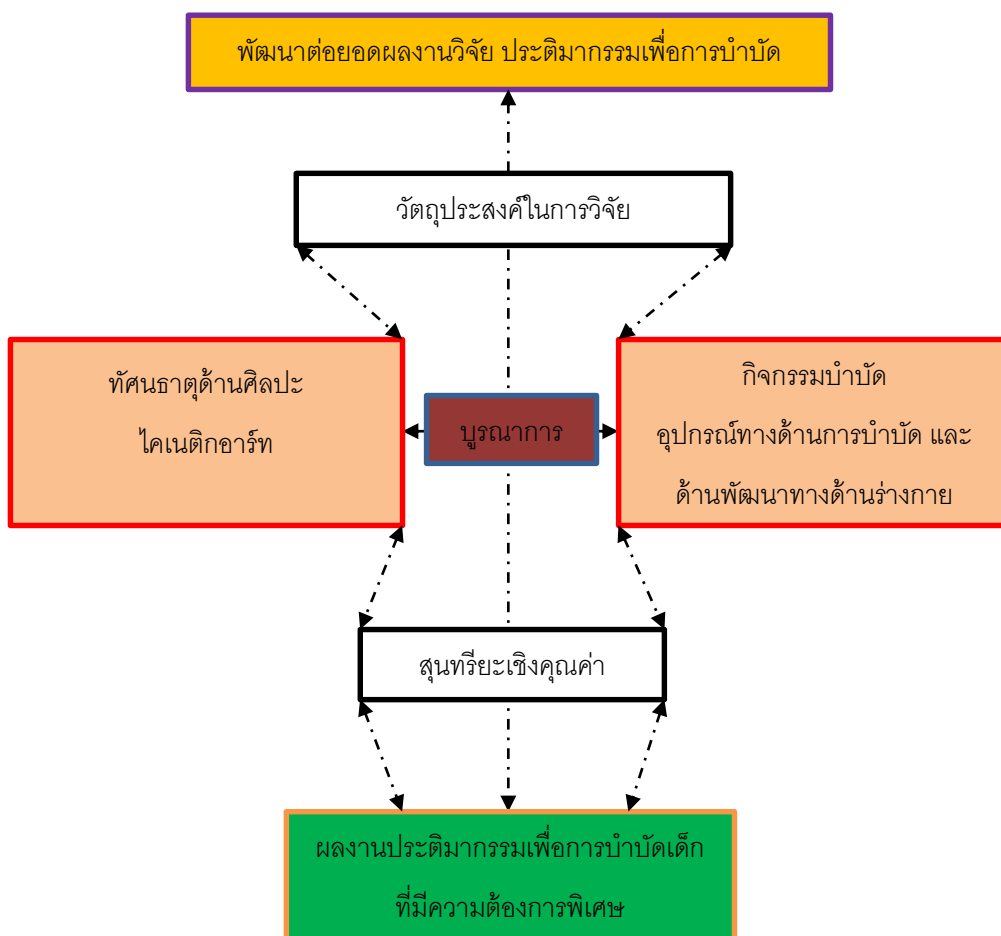 พัฒนาต่อยอดผลงานวิจัย ประติมากรรมเพื่อการบำบัด
วัตถุประสงค์ในการวิจัย
ทัศนธาตุด้านศิลปะ
ไคเนติกอาร์ท
บูรณาการ
กิจกรรมบำบัด
อุปกรณ์ทางด้านการบำบัด และ
ด้านพัฒนาทางด้านร่างกาย
สุนทรียะเชิงคุณค่า
ผลงานประติมากรรมเพื่อการบำบัดเด็ก
ที่มีความต้องการพิเศษ